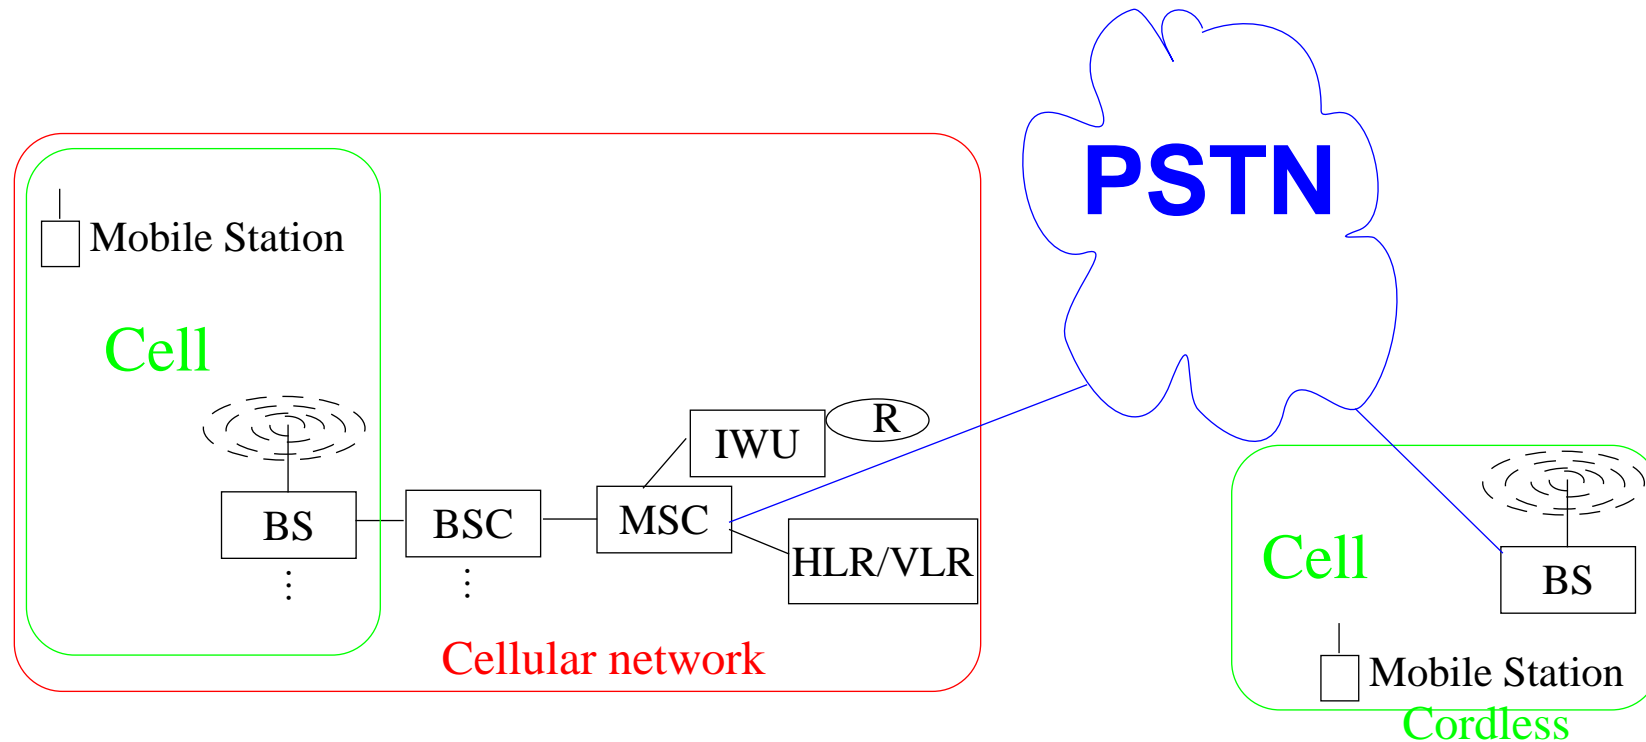 PSTN
Mobile Station
Cell
IWU
R
BS
BSC
MSC
HLR/VLR
Cellular network
Cell
BS
Mobile Station
Cordless